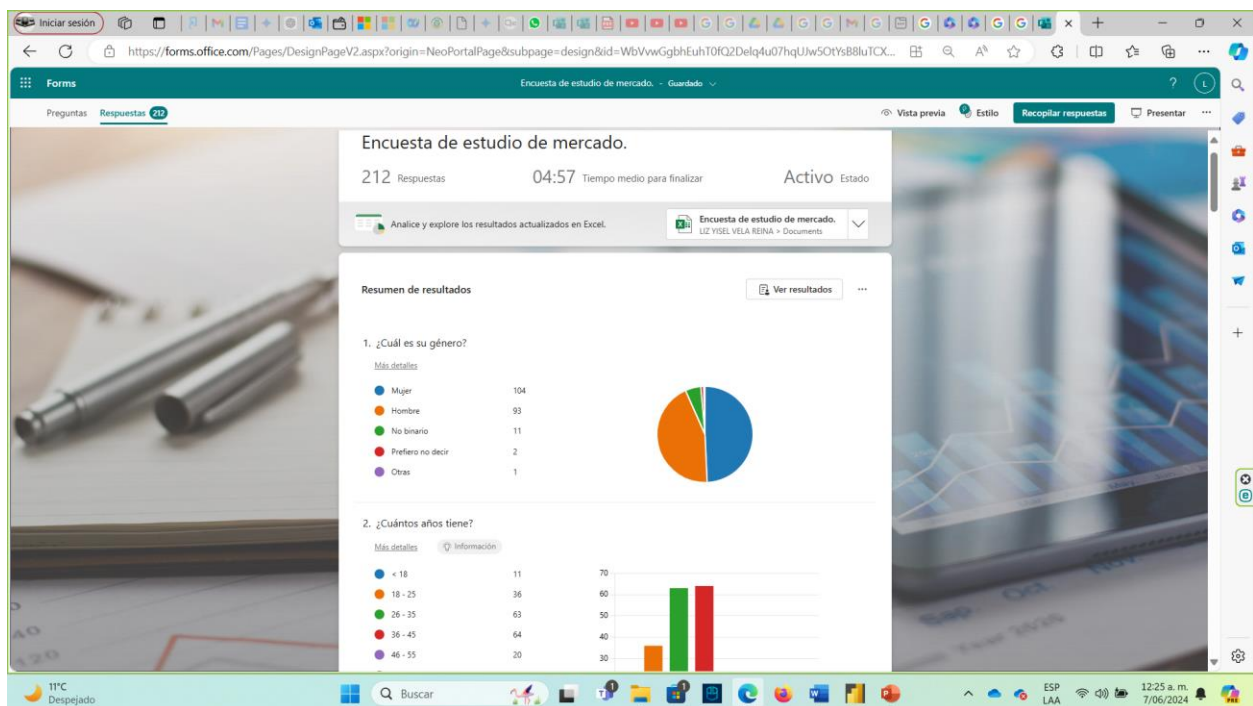 Iniciar sesión
https://forms.office.com/Pages/DesignPageV2.aspx?origin=NeoPortalPage&subpage=design&id=
Forms
Encuesta de estudio de mercado. - Guardado
?
L
Preguntas
Respuestas 212
Vista previa
Estilo
Recopilar respuestas
Presentar
Encuesta de estudio de mercado.
212 Respuestas
04:57 Tiempo medio para finalizar
Activo Estado
Analice y explore los resultados actualizados en Excel.
Encuesta de estudio de mercado.
LIZ YISEL VELA REINA > Documents
Resumen de resultados
Ver resultados
1. ¿Cuál es su género?
Más detalles
Mujer 104
Hombre 93
No binario 11
Prefiero no decir 2
Otras 1
2. ¿Cuántos años tiene?
Más detalles
Información
< 18 11
18 - 25 36
26 - 35 63
36 - 45 64
46 - 55 20
70
60
50
40
30
11°C
Despejado
Buscar
ESP
LAA
12:25 a. m.
7/06/2024